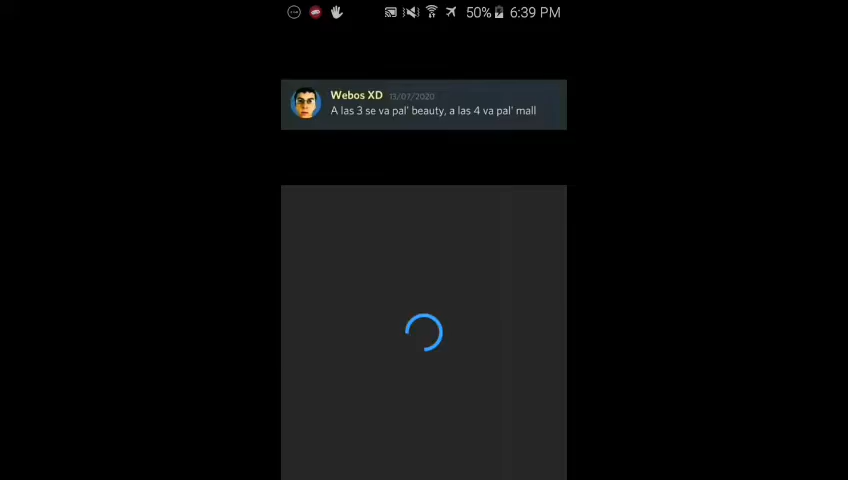 50% 6:39 PM
Webos XD 13/07/2020
A las 3 se va pal' beauty, a las 4 va pal' mall